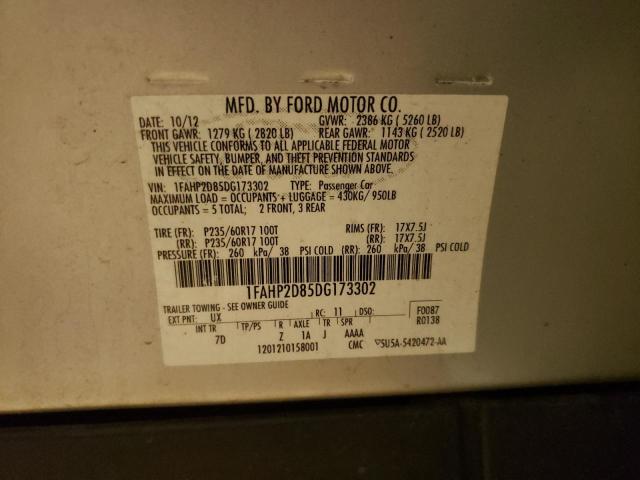 MFD. BY FORD MOTOR CO.
DATE: 10/12 GVWR: 2386 KG ( 5260 LB)
FRONT GAWR: 1279 KG ( 2820 LB) REAR GAWR: 1143 KG ( 2520 LB)
THIS VEHICLE CONFORMS TO ALL APPLICABLE FEDERAL MOTOR
VEHICLE SAFETY, BUMPER, AND THEFT PREVENTION STANDARDS
IN EFFECT ON THE DATE OF MANUFACTURE SHOWN ABOVE.
VIN: 1FAHP2D85DG173302 TYPE: Passenger Car
MAXIMUM LOAD = OCCUPANTS + LUGGAGE = 430KG/ 950LB
OCCUPANTS = 5 TOTAL; 2 FRONT, 3 REAR
TIRE (FR): P235/60R17 100T RIMS (FR): 17X7.5J
(RR): P235/60R17 100T (RR): 17X7.5J
PRESSURE (FR): 260 kPa/ 38 PSI COLD (RR): 260 kPa/ 38 PSI COLD
1FAHP2D85DG173302
TRAILER TOWING - SEE OWNER GUIDE
EXT PNT: UX RC: 11 DSO: F0087
INT TR TP/PS R AXLE TR SPR R0138
7D Z 1A J AAAA
1201210158001 CMC 5U5A-5420472-AA